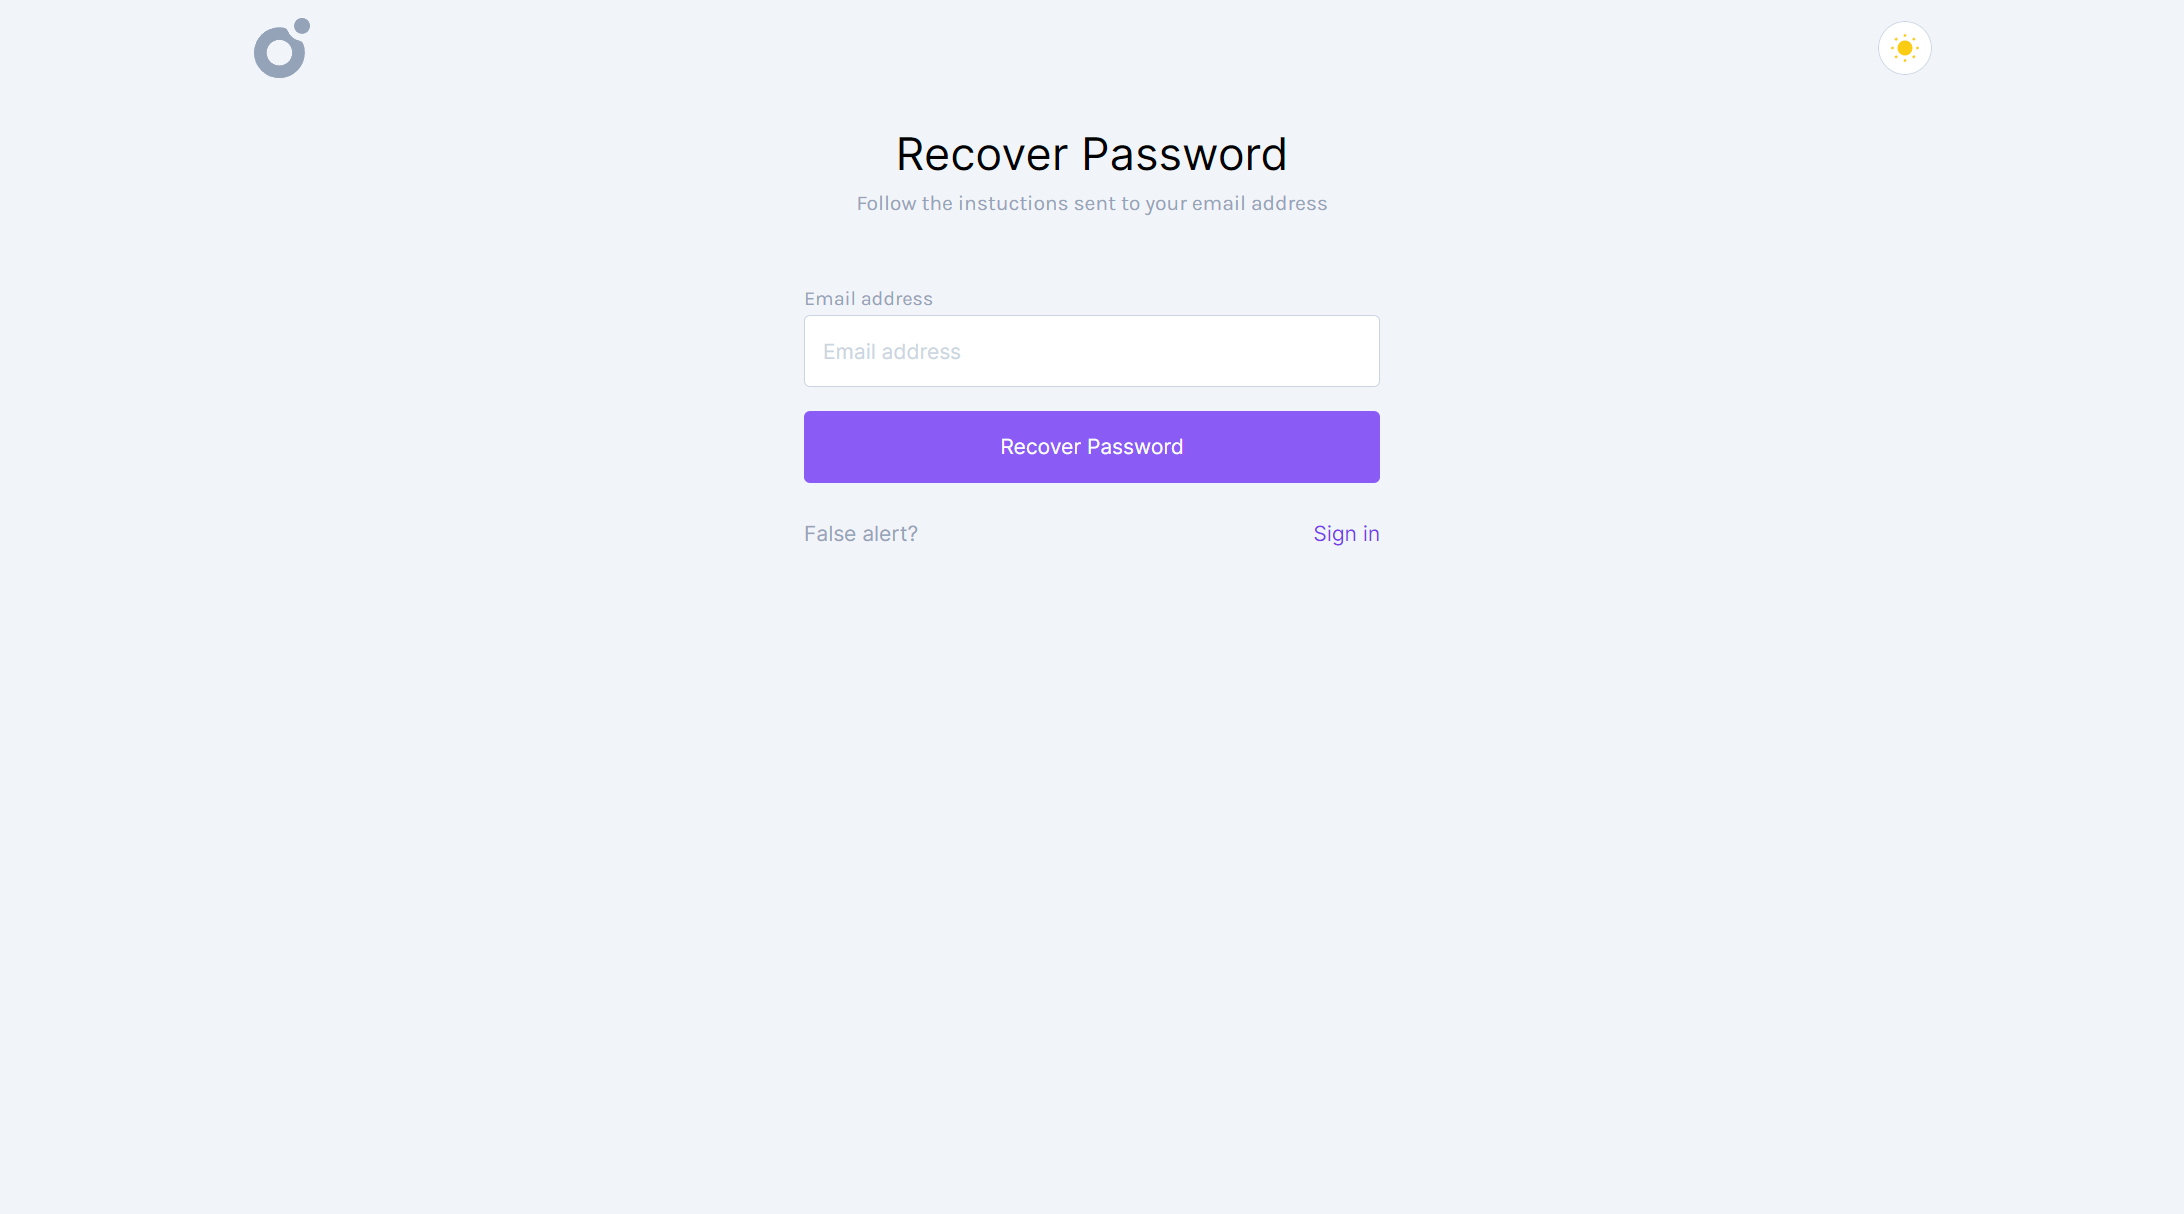 Recover Password
Follow the instuctions sent to your email address
Email address
Email address
Recover Password
False alert?
Sign in